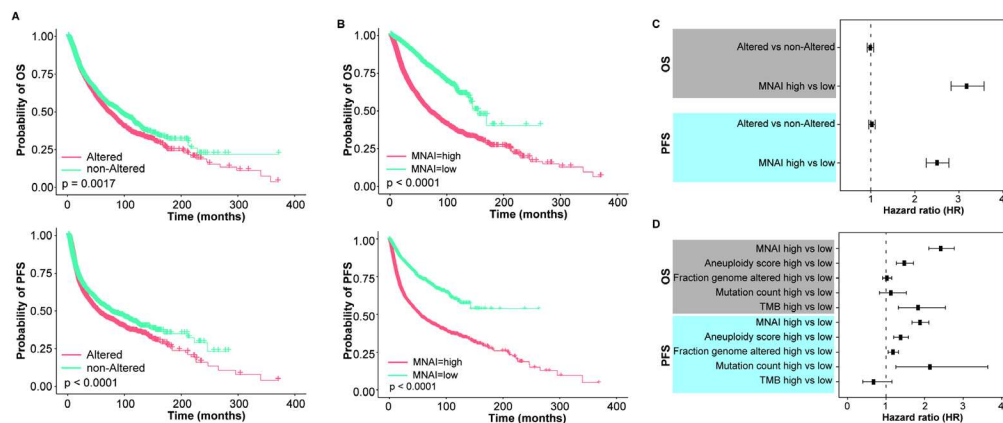 A
Probability of OS
1.00
0.75
0.50
0.25
0.00
Altered
non-Altered
p = 0.0017
0 100 200 300 400
Time (months)
Probability of PFS
1.00
0.75
0.50
0.25
0.00
Altered
non-Altered
p < 0.0001
0 100 200 300 400
Time (months)
B
Probability of OS
1.00
0.75
0.50
0.25
0.00
MNAI=high
MNAI=low
p < 0.0001
0 100 200 300 400
Time (months)
Probability of PFS
1.00
0.75
0.50
0.25
0.00
MNAI=high
MNAI=low
p < 0.0001
0 100 200 300 400
Time (months)
C
OS
Altered vs non-Altered
MNAI high vs low
PFS
Altered vs non-Altered
MNAI high vs low
1 2 3 4
Hazard ratio (HR)
D
OS
MNAI high vs low
Aneuploidy score high vs low
Fraction genome altered high vs low
Mutation count high vs low
TMB high vs low
PFS
MNAI high vs low
Aneuploidy score high vs low
Fraction genome altered high vs low
Mutation count high vs low
TMB high vs low
0 1 2 3 4
Hazard ratio (HR)